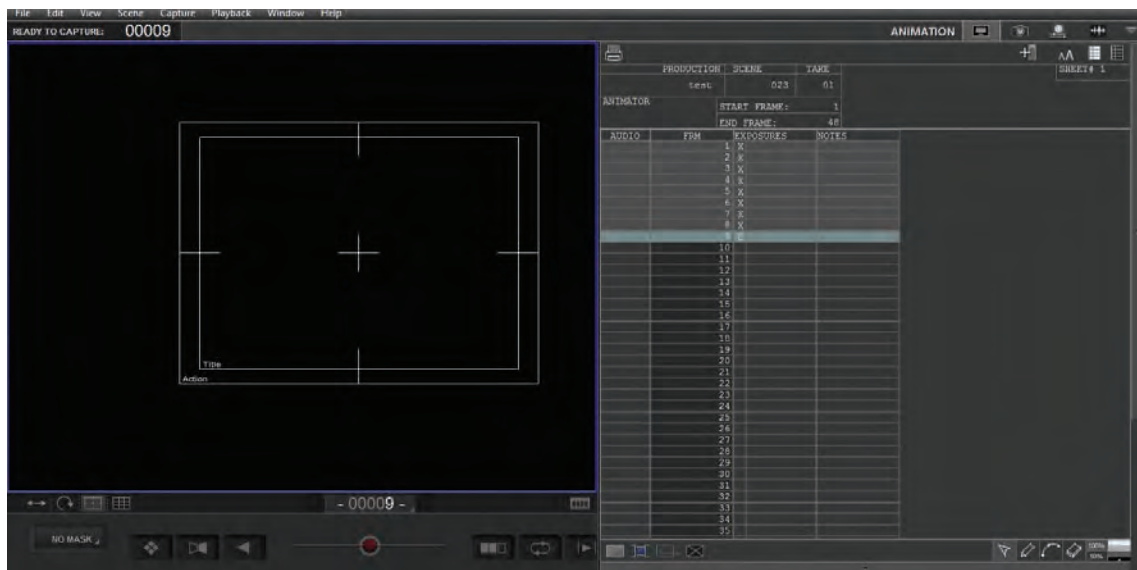 File Edit View Scene Capture Playback Window Help
READY TO CAPTURE: 00009 ANIMATION
PRODUCTION SCENE TAKE SHEET# 1
test 023 01
ANIMATOR START FRAME: 1
END FRAME: 48
AUDIO FRM EXPOSURES NOTES
1 X
2 X
3 X
4 X
5 X
6 X
7 X
8 X
9
10
11
12
13
14
15
16
17
18
19
20
21
22
23
24
25
26
27
28
29
30
31
32
33
34
35
Title
Action
- 00009 -
NO MASK
100%
50%